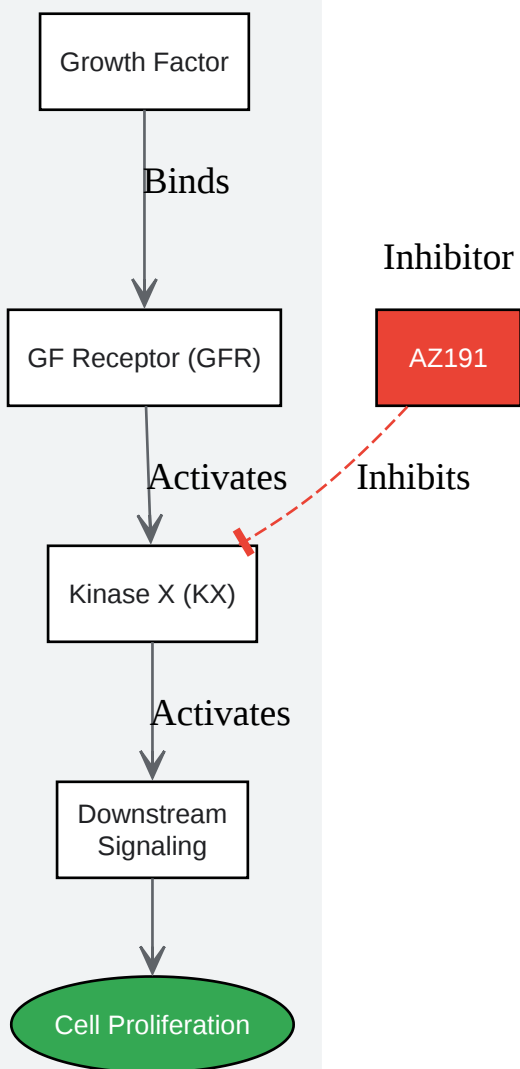 Growth Factor
Binds
Inhibitor
GF Receptor (GFR)
AZ191
Activates
Inhibits
Kinase X (KX)
Activates
Downstream
Signaling
Cell Proliferation